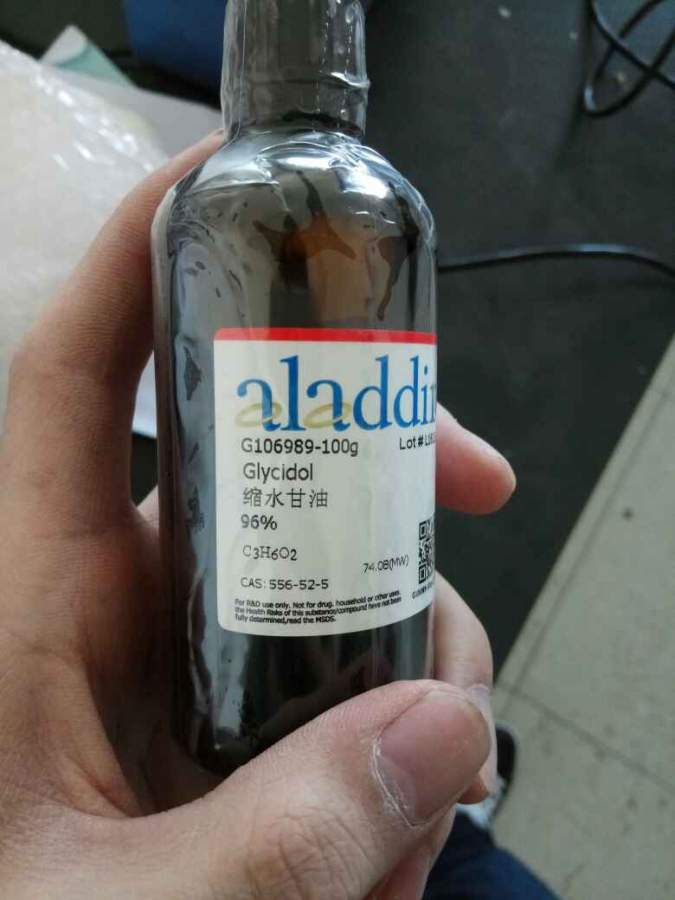 aladdin
G106989-100g
Lot #
Glycidol
缩水甘油
96%
C3H6O2
74.08(MW)
CAS: 556-52-5
For R&D use only. Not for drug, household or other uses.
the Health Risks of this substance/compound have not been
fully determined,read the MSDS.